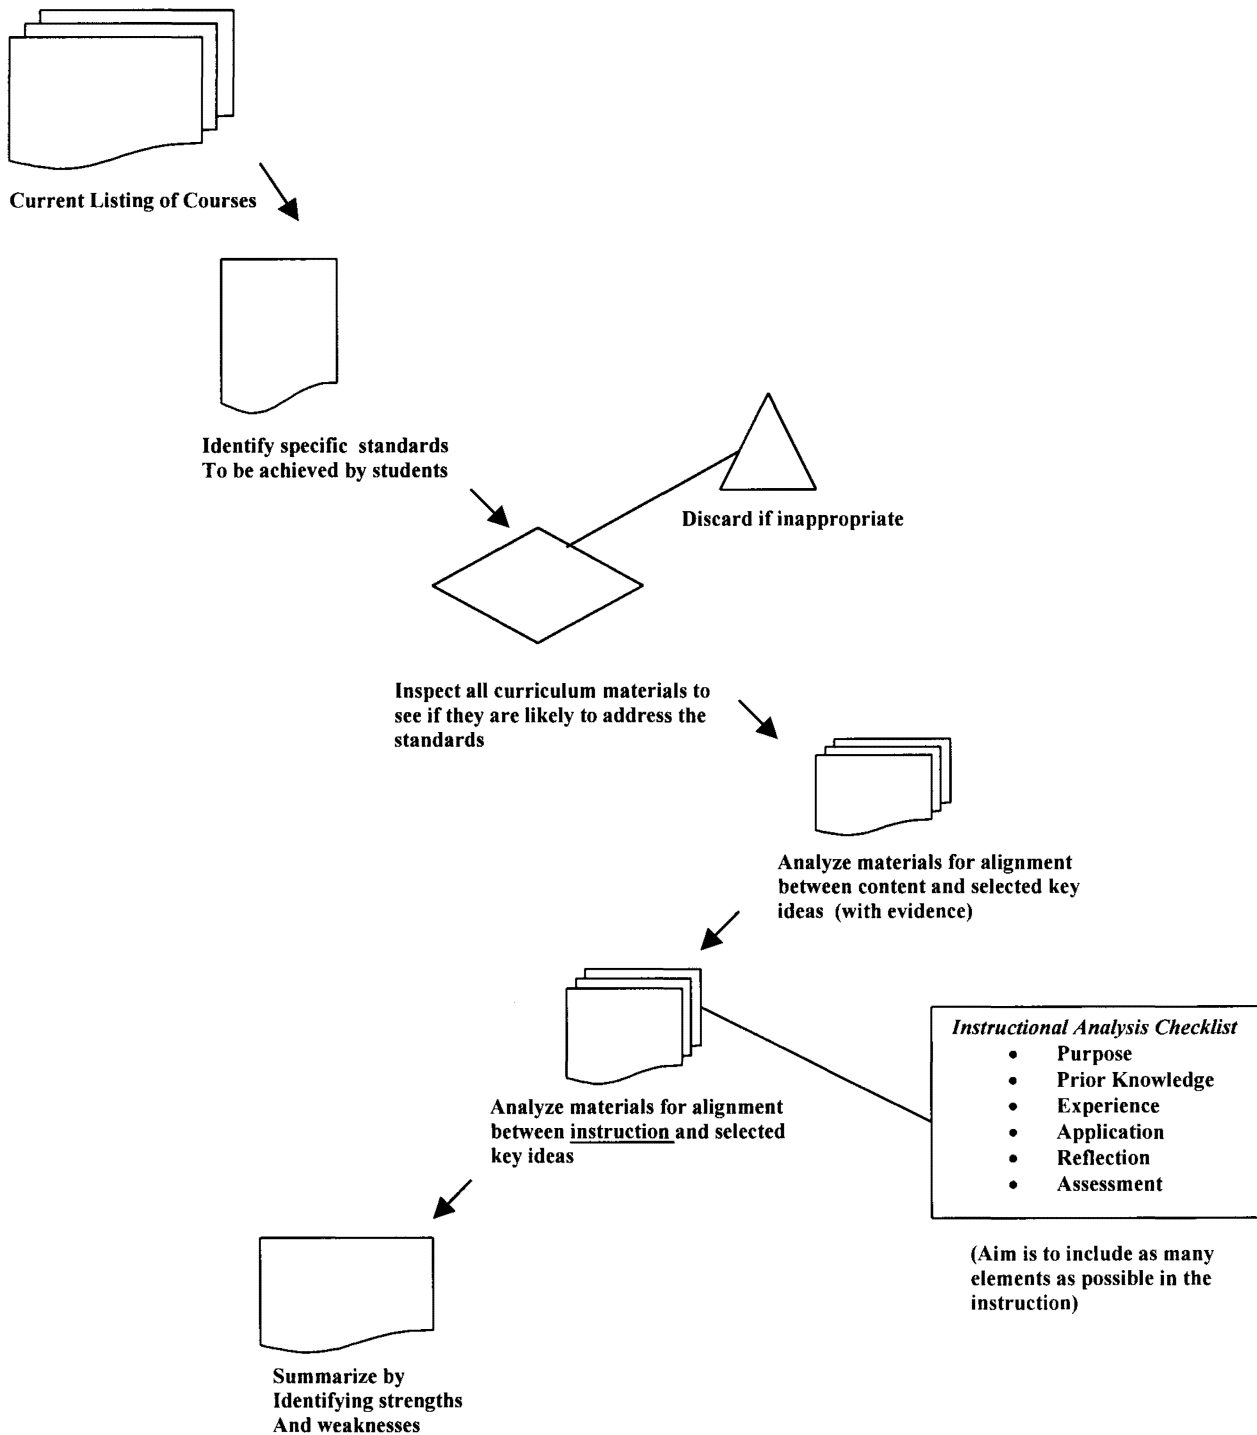 Current Listing of Courses
Identify specific standards
To be achieved by students
Discard if inappropriate
Inspect all curriculum materials to
see if they are likely to address the
standards
Analyze materials for alignment
between content and selected key
ideas (with evidence)
Analyze materials for alignment
between instruction and selected
key ideas
Instructional Analysis Checklist
• Purpose
• Prior Knowledge
• Experience
• Application
• Reflection
• Assessment
(Aim is to include as many
elements as possible in the
instruction)
Summarize by
Identifying strengths
And weaknesses